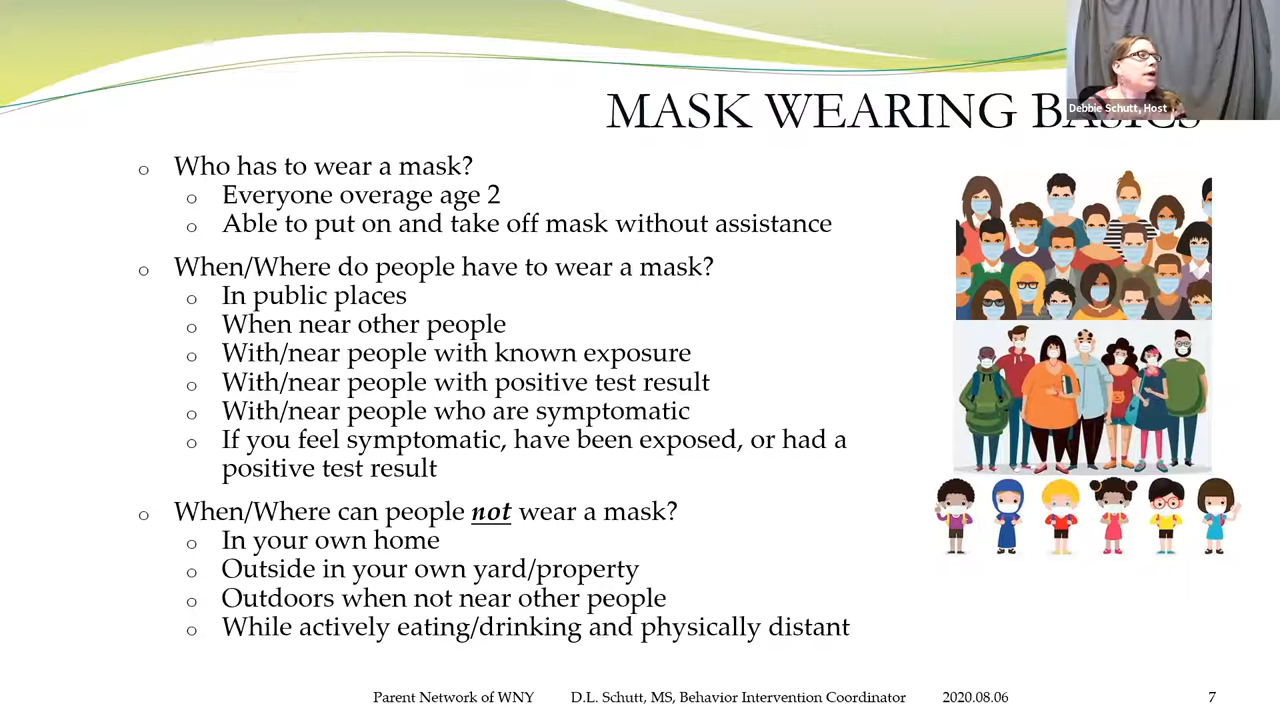 Debbie Schutt, Host
MASK WEARING BASICS
o Who has to wear a mask?
o Everyone overage age 2
o Able to put on and take off mask without assistance
o When/Where do people have to wear a mask?
o In public places
o When near other people
o With/near people with known exposure
o With/near people with positive test result
o With/near people who are symptomatic
o If you feel symptomatic, have been exposed, or had a
positive test result
o When/Where can people not wear a mask?
o In your own home
o Outside in your own yard/property
o Outdoors when not near other people
o While actively eating/drinking and physically distant
Parent Network of WNY D.L. Schutt, MS, Behavior Intervention Coordinator 2020.08.06 7